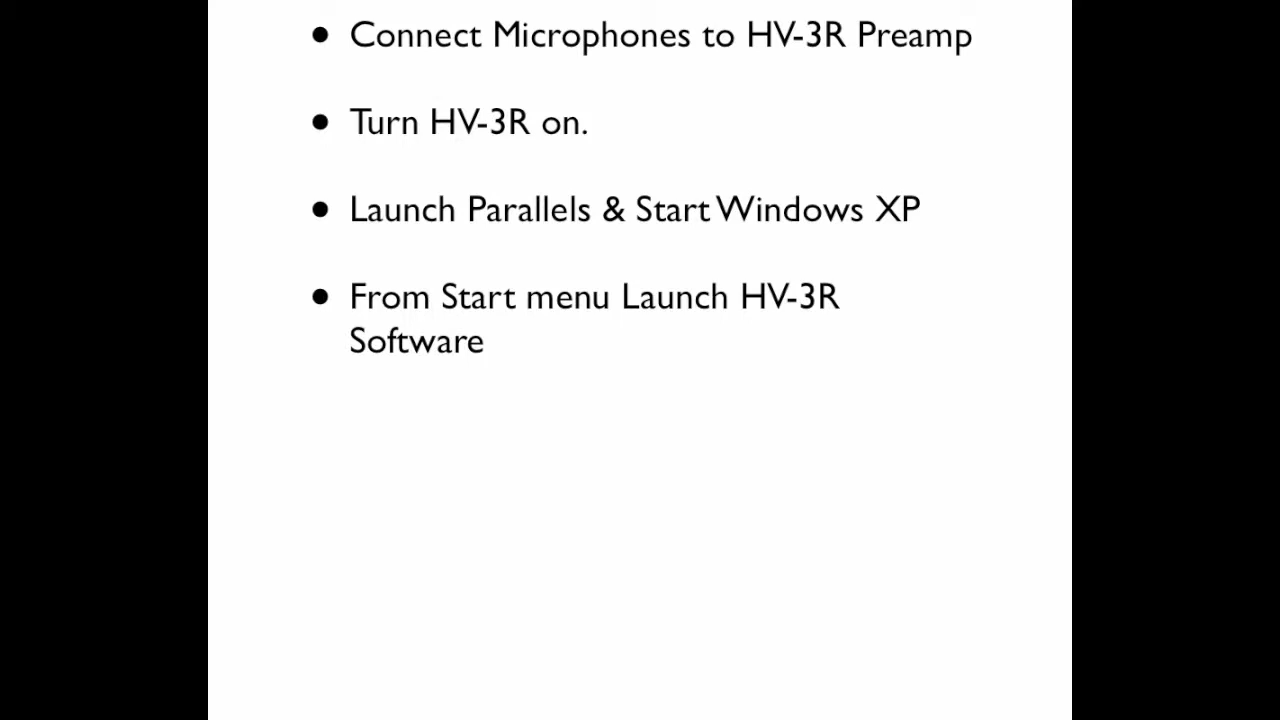 • Connect Microphones to HV-3R Preamp
• Turn HV-3R on.
• Launch Parallels & Start Windows XP
• From Start menu Launch HV-3R
Software